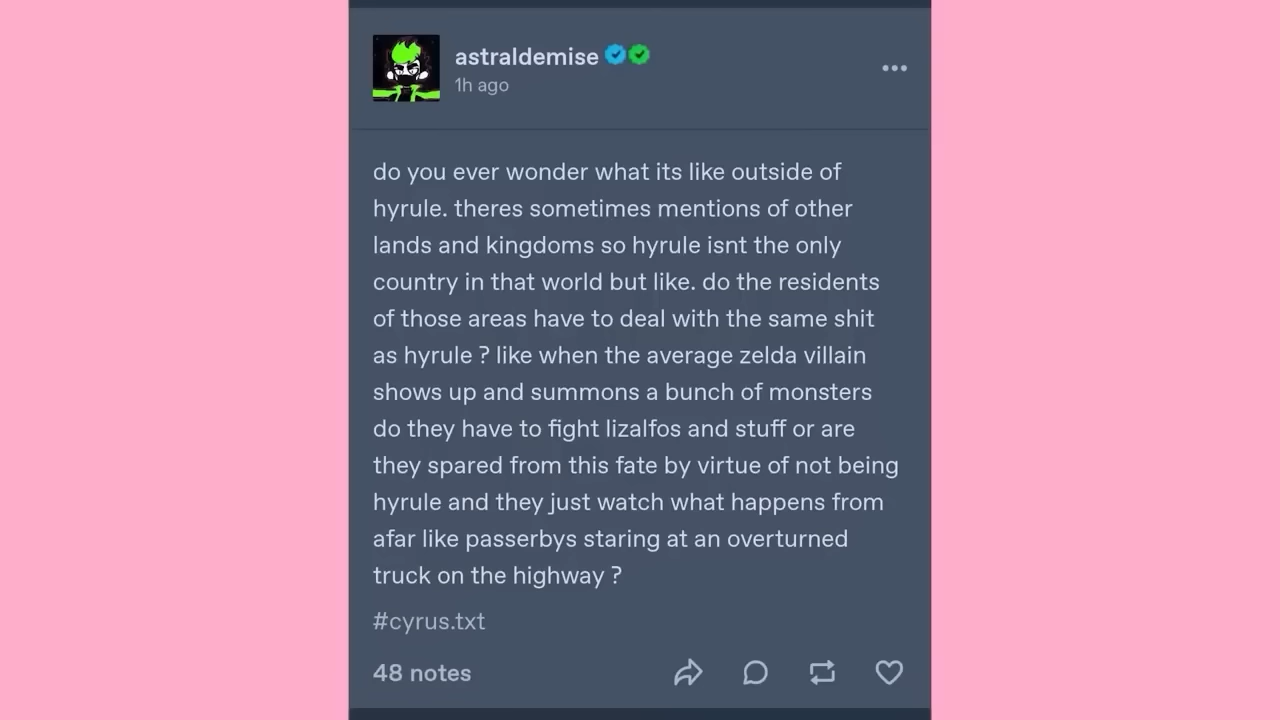 astraldemise
1h ago
do you ever wonder what its like outside of
hyrule. theres sometimes mentions of other
lands and kingdoms so hyrule isnt the only
country in that world but like. do the residents
of those areas have to deal with the same shit
as hyrule ? like when the average zelda villain
shows up and summons a bunch of monsters
do they have to fight lizalfos and stuff or are
they spared from this fate by virtue of not being
hyrule and they just watch what happens from
afar like passerbys staring at an overturned
truck on the highway ?
#cyrus.txt
48 notes